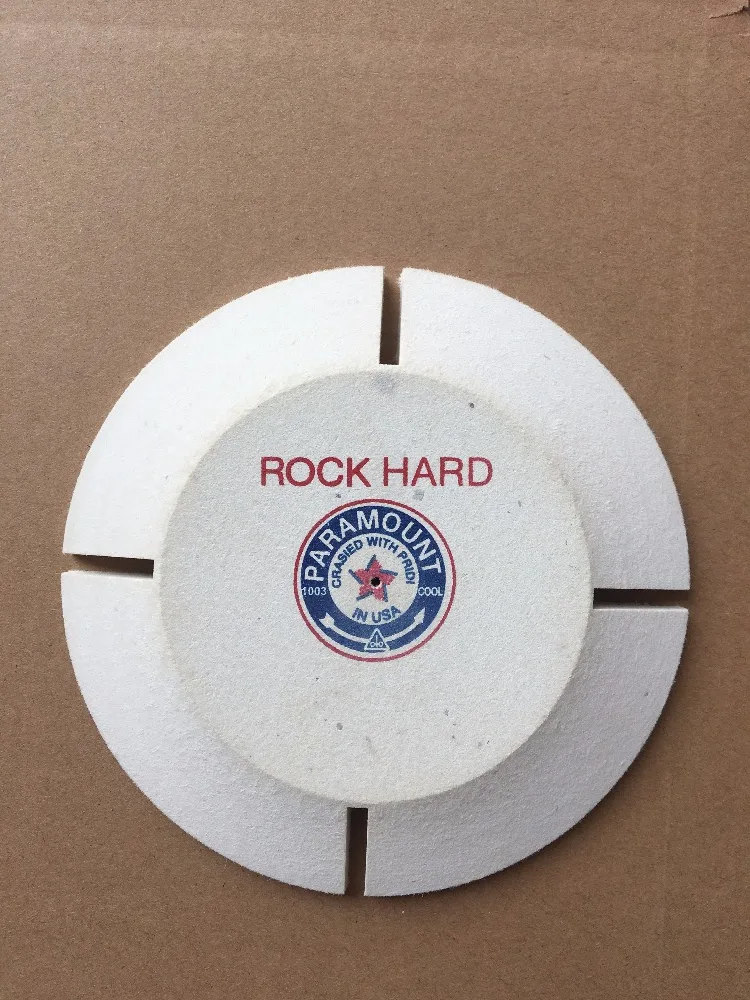 ROCK HARD
PARAMOUNT
CRASIED WITH PRIDI
1003
COOL
IN USA